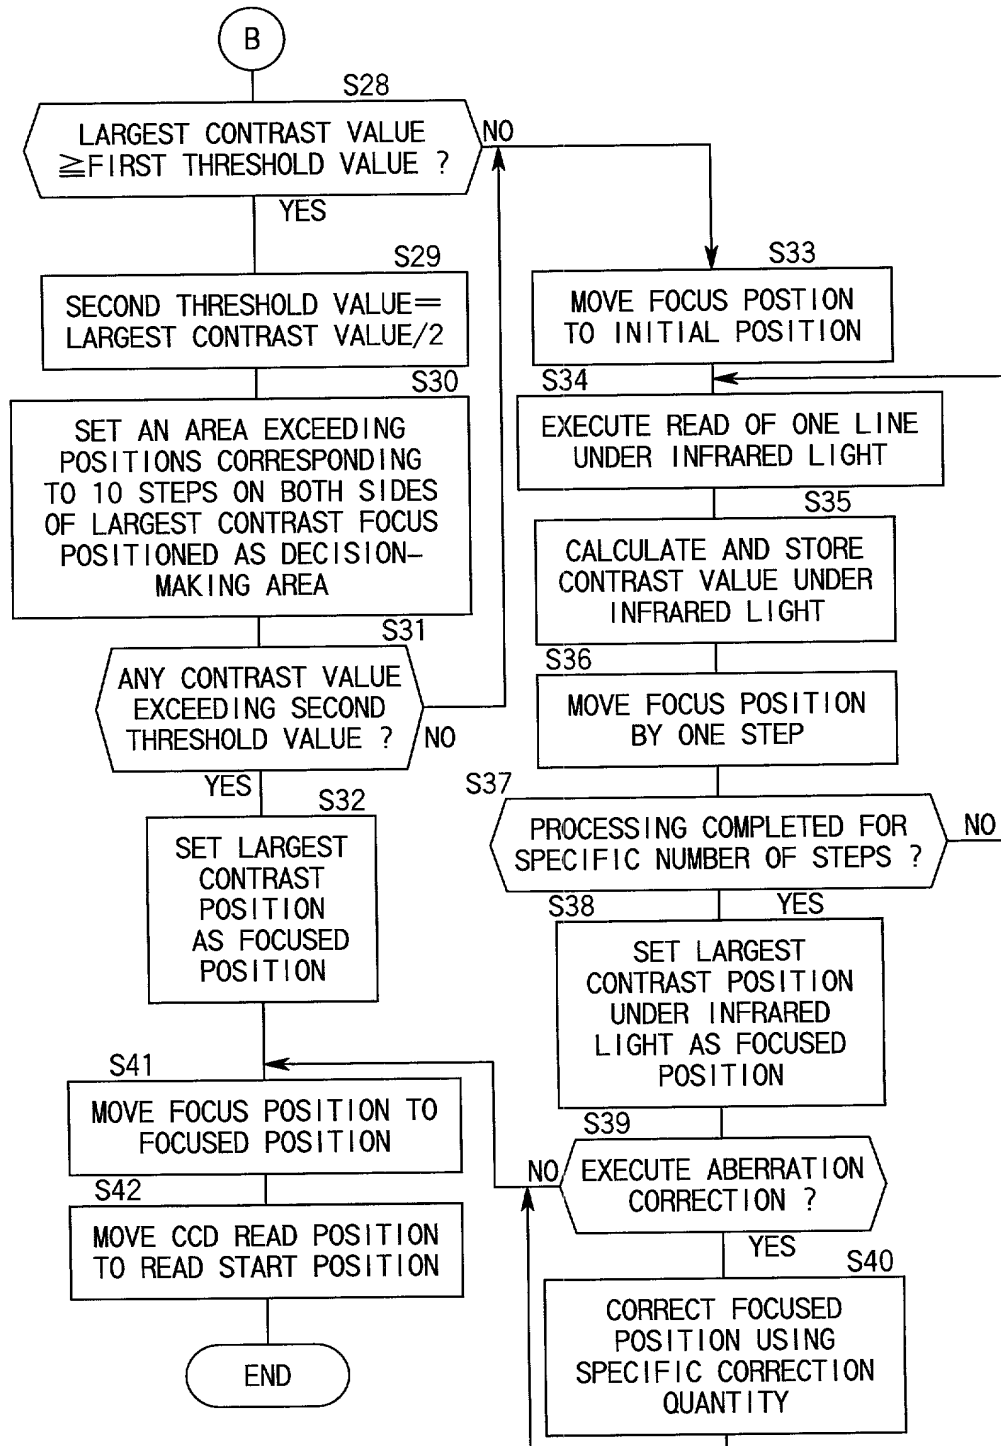 B
S28
LARGEST CONTRAST VALUE
≧FIRST THRESHOLD VALUE ?
NO
YES
S29
SECOND THRESHOLD VALUE=
LARGEST CONTRAST VALUE/2
S30
SET AN AREA EXCEEDING
POSITIONS CORRESPONDING
TO 10 STEPS ON BOTH SIDES
OF LARGEST CONTRAST FOCUS
POSITIONED AS DECISION-
MAKING AREA
S31
ANY CONTRAST VALUE
EXCEEDING SECOND
THRESHOLD VALUE ?
NO
YES
S32
SET LARGEST
CONTRAST
POSITION
AS FOCUSED
POSITION
S33
MOVE FOCUS POSTION
TO INITIAL POSITION
S34
EXECUTE READ OF ONE LINE
UNDER INFRARED LIGHT
S35
CALCULATE AND STORE
CONTRAST VALUE UNDER
INFRARED LIGHT
S36
MOVE FOCUS POSITION
BY ONE STEP
S37
PROCESSING COMPLETED FOR
SPECIFIC NUMBER OF STEPS ?
NO
YES
S38
SET LARGEST
CONTRAST POSITION
UNDER INFRARED
LIGHT AS FOCUSED
POSITION
S39
EXECUTE ABERRATION
CORRECTION ?
NO
YES
S40
CORRECT FOCUSED
POSITION USING
SPECIFIC CORRECTION
QUANTITY
S41
MOVE FOCUS POSITION TO
FOCUSED POSITION
S42
MOVE CCD READ POSITION
TO READ START POSITION
END